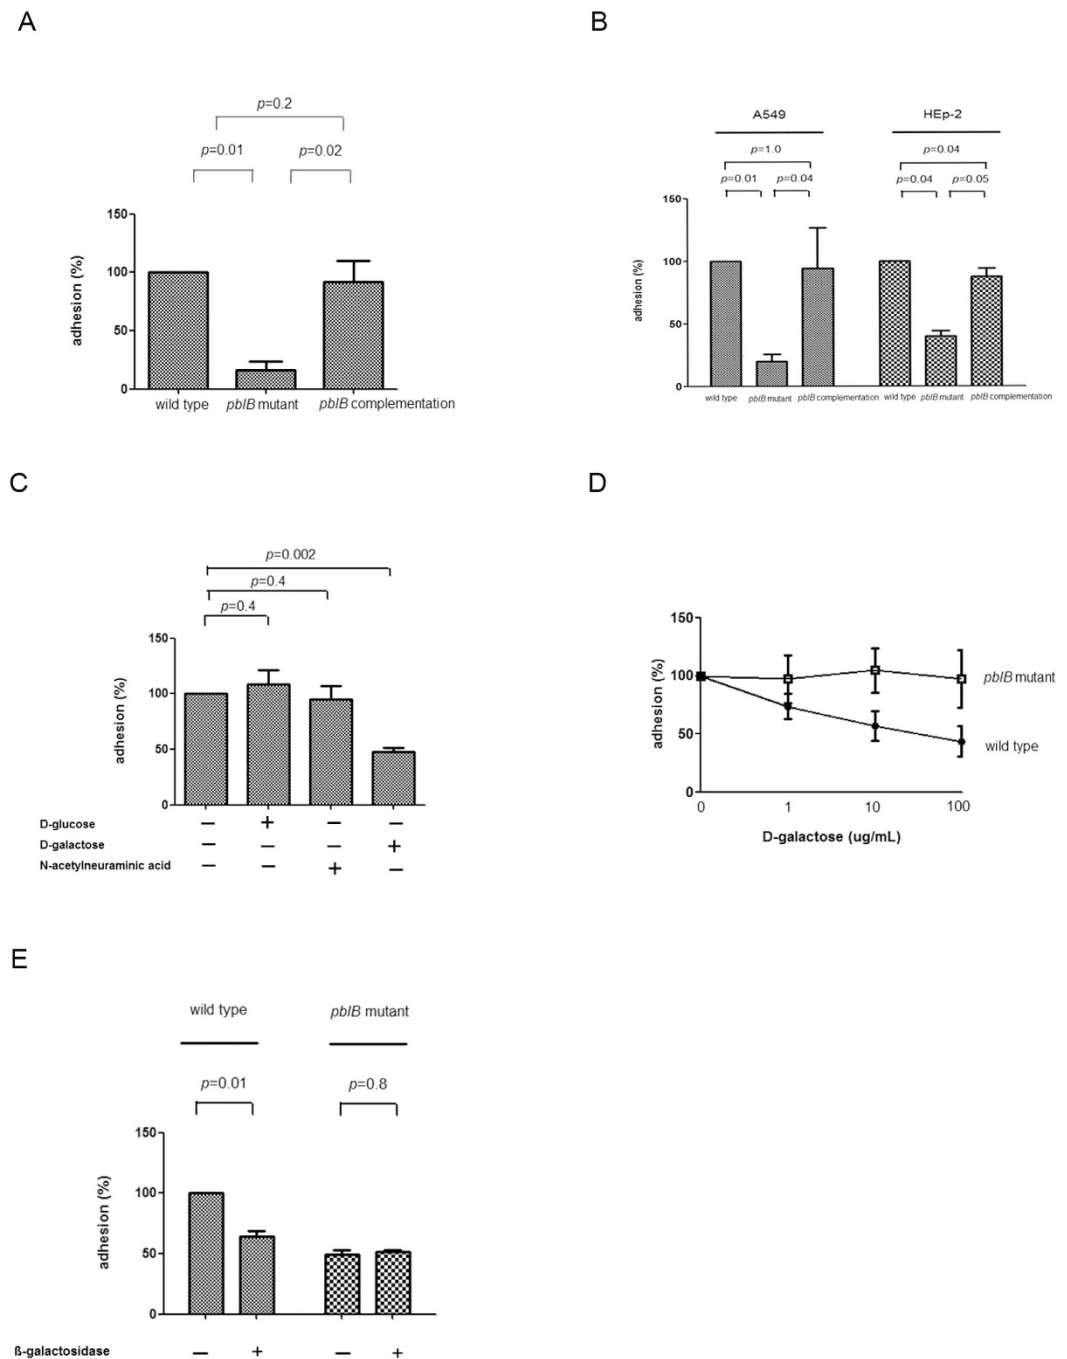 A
p=0.2
p=0.01 p=0.02
150
100
50
0
adhesion (%)
wild type pblB mutant pblB complementation
B
A549 HEp-2
p=1.0 p=0.04
p=0.01 p=0.04 p=0.04 p=0.05
150
100
50
0
adhesion (%)
wild type pblB mutant pblB complementation wild type pblB mutant pblB complementation
C
p=0.002
p=0.4
p=0.4
150
100
50
0
adhesion (%)
D-glucose − + − −
D-galactose − − − +
N-acetylneuraminic acid − − + −
D
150
100
50
0
adhesion (%)
pblB mutant
wild type
0 1 10 100
D-galactose (ug/mL)
E
wild type pblB mutant
p=0.01 p=0.8
150
100
50
0
adhesion (%)
ß-galactosidase − + − +